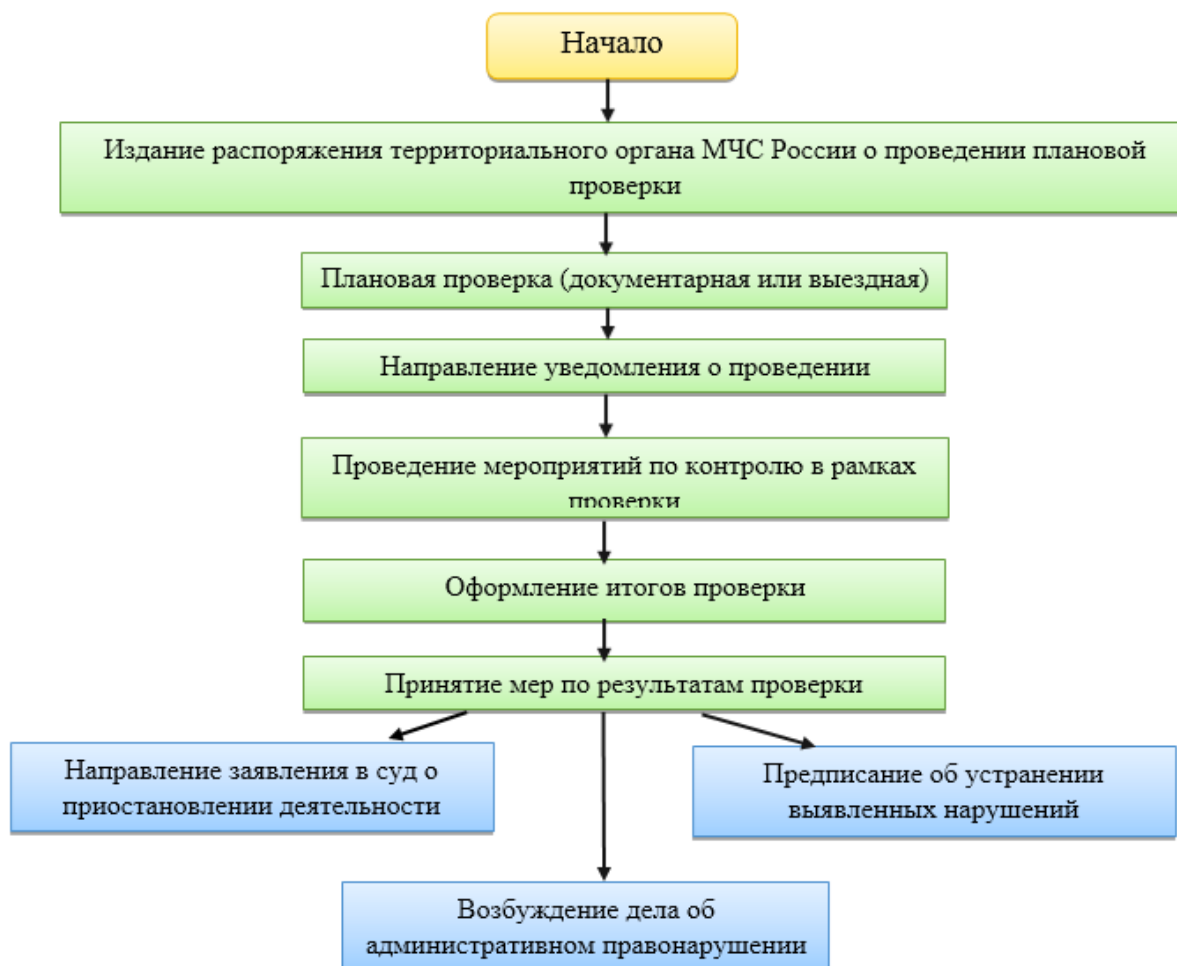 Начало
Издание распоряжения территориального органа МЧС России о проведении плановой
проверки
Плановая проверка (документарная или выездная)
Направление уведомления о проведении
Проведение мероприятий по контролю в рамках
проверки
Оформление итогов проверки
Принятие мер по результатам проверки
Направление заявления в суд о
приостановлении деятельности
Предписание об устранении
выявленных нарушений
Возбуждение дела об
административном правонарушении